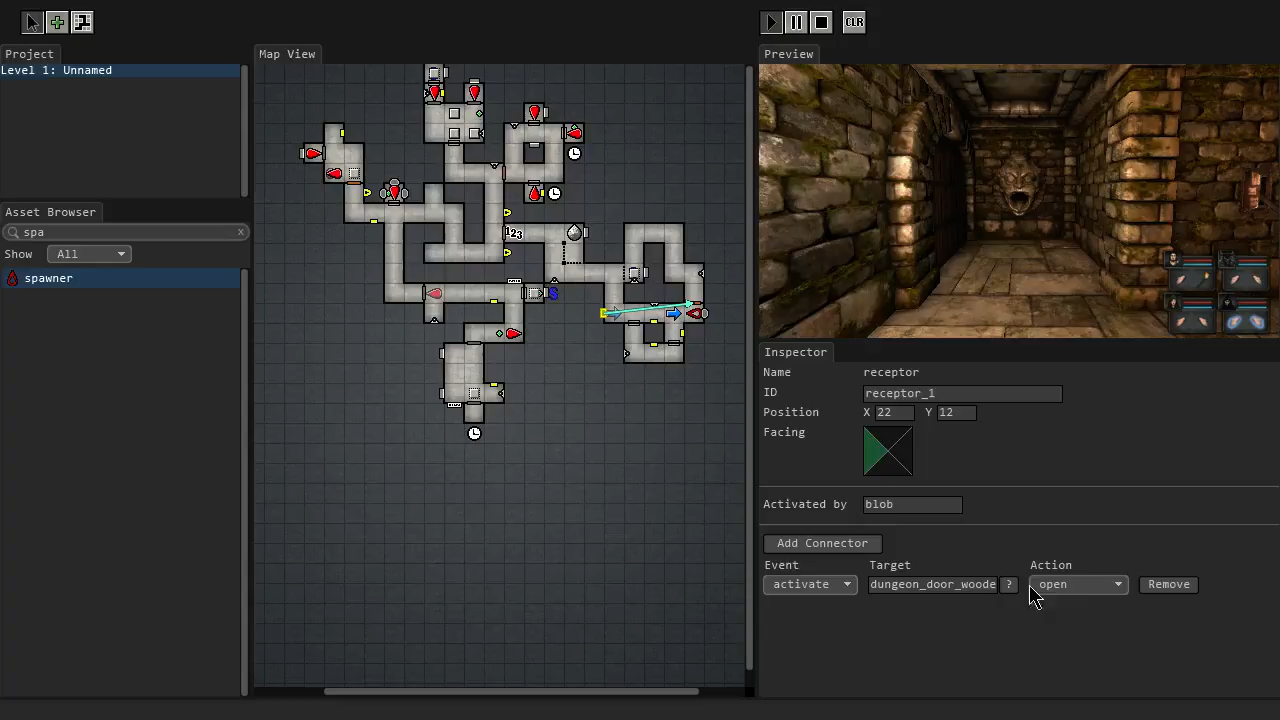 CLR
Project
Map View
Preview
Level 1: Unnamed
Asset Browser
spa
x
Show
All
spawner
123
S
Inspector
Name
receptor
ID
receptor_1
Position
X
22
Y
12
Facing
Activated by
blob
Add Connector
Event
Target
Action
activate
dungeon_door_woode
?
open
Remove